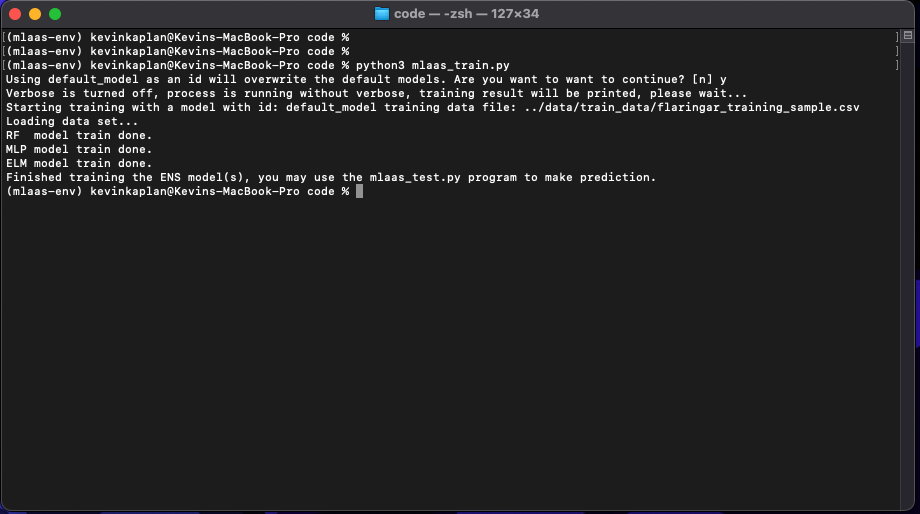 code — -zsh — 127×34
[(mlaas-env) kevinkaplan@Kevins-MacBook-Pro code % ]
[(mlaas-env) kevinkaplan@Kevins-MacBook-Pro code % ]
[(mlaas-env) kevinkaplan@Kevins-MacBook-Pro code % python3 mlaas_train.py ]
Using default_model as an id will overwrite the default models. Are you want to want to continue? [n] y
Verbose is turned off, process is running without verbose, training result will be printed, please wait...
Starting training with a model with id: default_model training data file: ../data/train_data/flaringar_training_sample.csv
Loading data set...
RF  model train done.
MLP model train done.
ELM model train done.
Finished training the ENS model(s), you may use the mlaas_test.py program to make prediction.
(mlaas-env) kevinkaplan@Kevins-MacBook-Pro code %